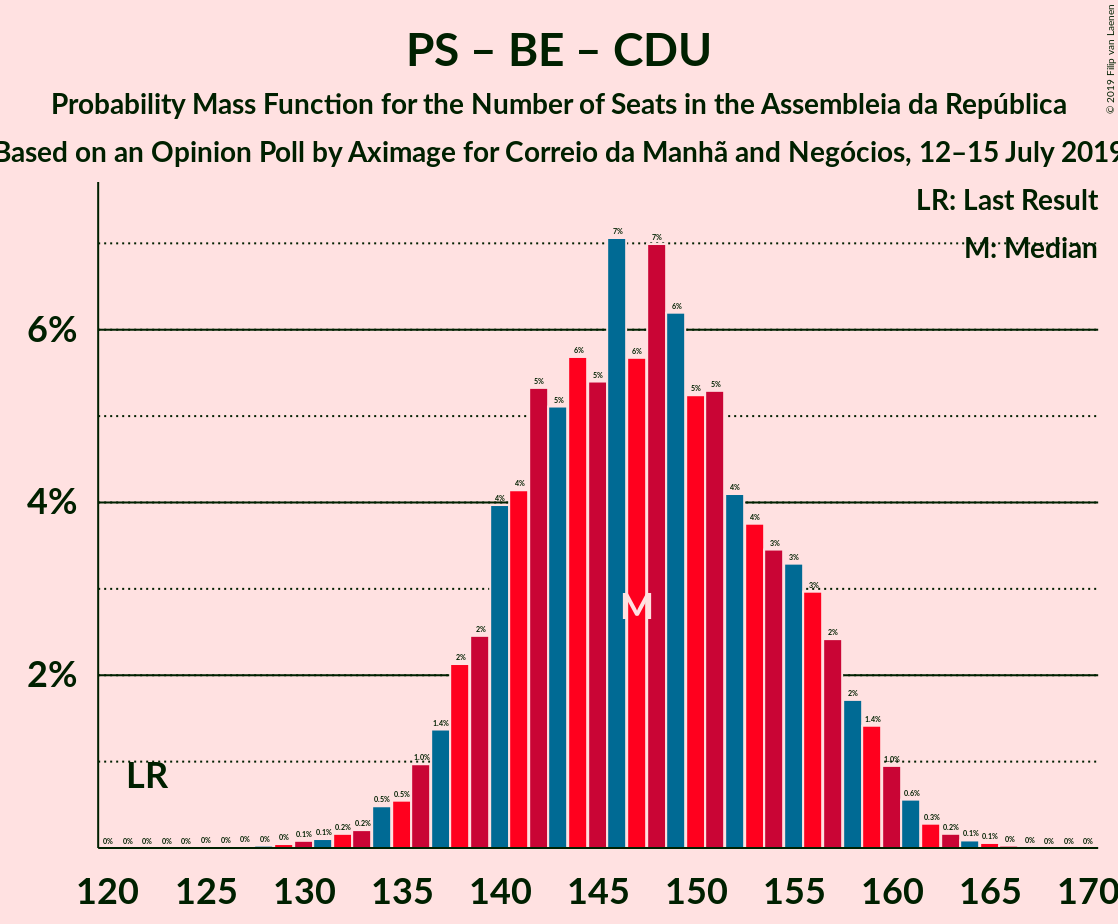 PS – BE – CDU
Probability Mass Function for the Number of Seats in the Assembleia da República
Based on an Opinion Poll by Aximage for Correio da Manhã and Negócios, 12–15 July 2019
© 2019 Filip van Laenen
LR: Last Result
M: Median
6%
4%
2%
0% 0% 0% 0% 0% 0% 0% 0% 0% 0% 0.1% 0.1% 0.2% 0.2% 0.5% 0.5% 1.0% 1.4% 2% 2% 4% 4% 5% 5% 6% 5% 7% 6% 7% 6% 5% 5% 4% 4% 3% 3% 3% 2% 2% 1.4% 1.0% 0.6% 0.3% 0.2% 0.1% 0.1% 0% 0% 0% 0% 0%
M
LR
120 125 130 135 140 145 150 155 160 165 170